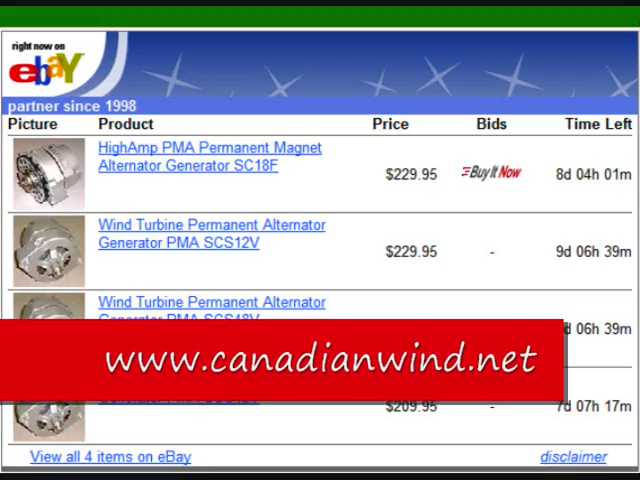 right now on
ebaY
partner since 1998
Picture Product Price Bids Time Left
HighAmp PMA Permanent Magnet
Alternator Generator SC18F
$229.95 Buy It Now 8d 04h 01m
Wind Turbine Permanent Alternator
Generator PMA SCS12V
$229.95 - 9d 06h 39m
Wind Turbine Permanent Alternator
Generator PMA SCS48V
06h 39m
www.canadianwind.net
$209.95 - 7d 07h 17m
View all 4 items on eBay disclaimer